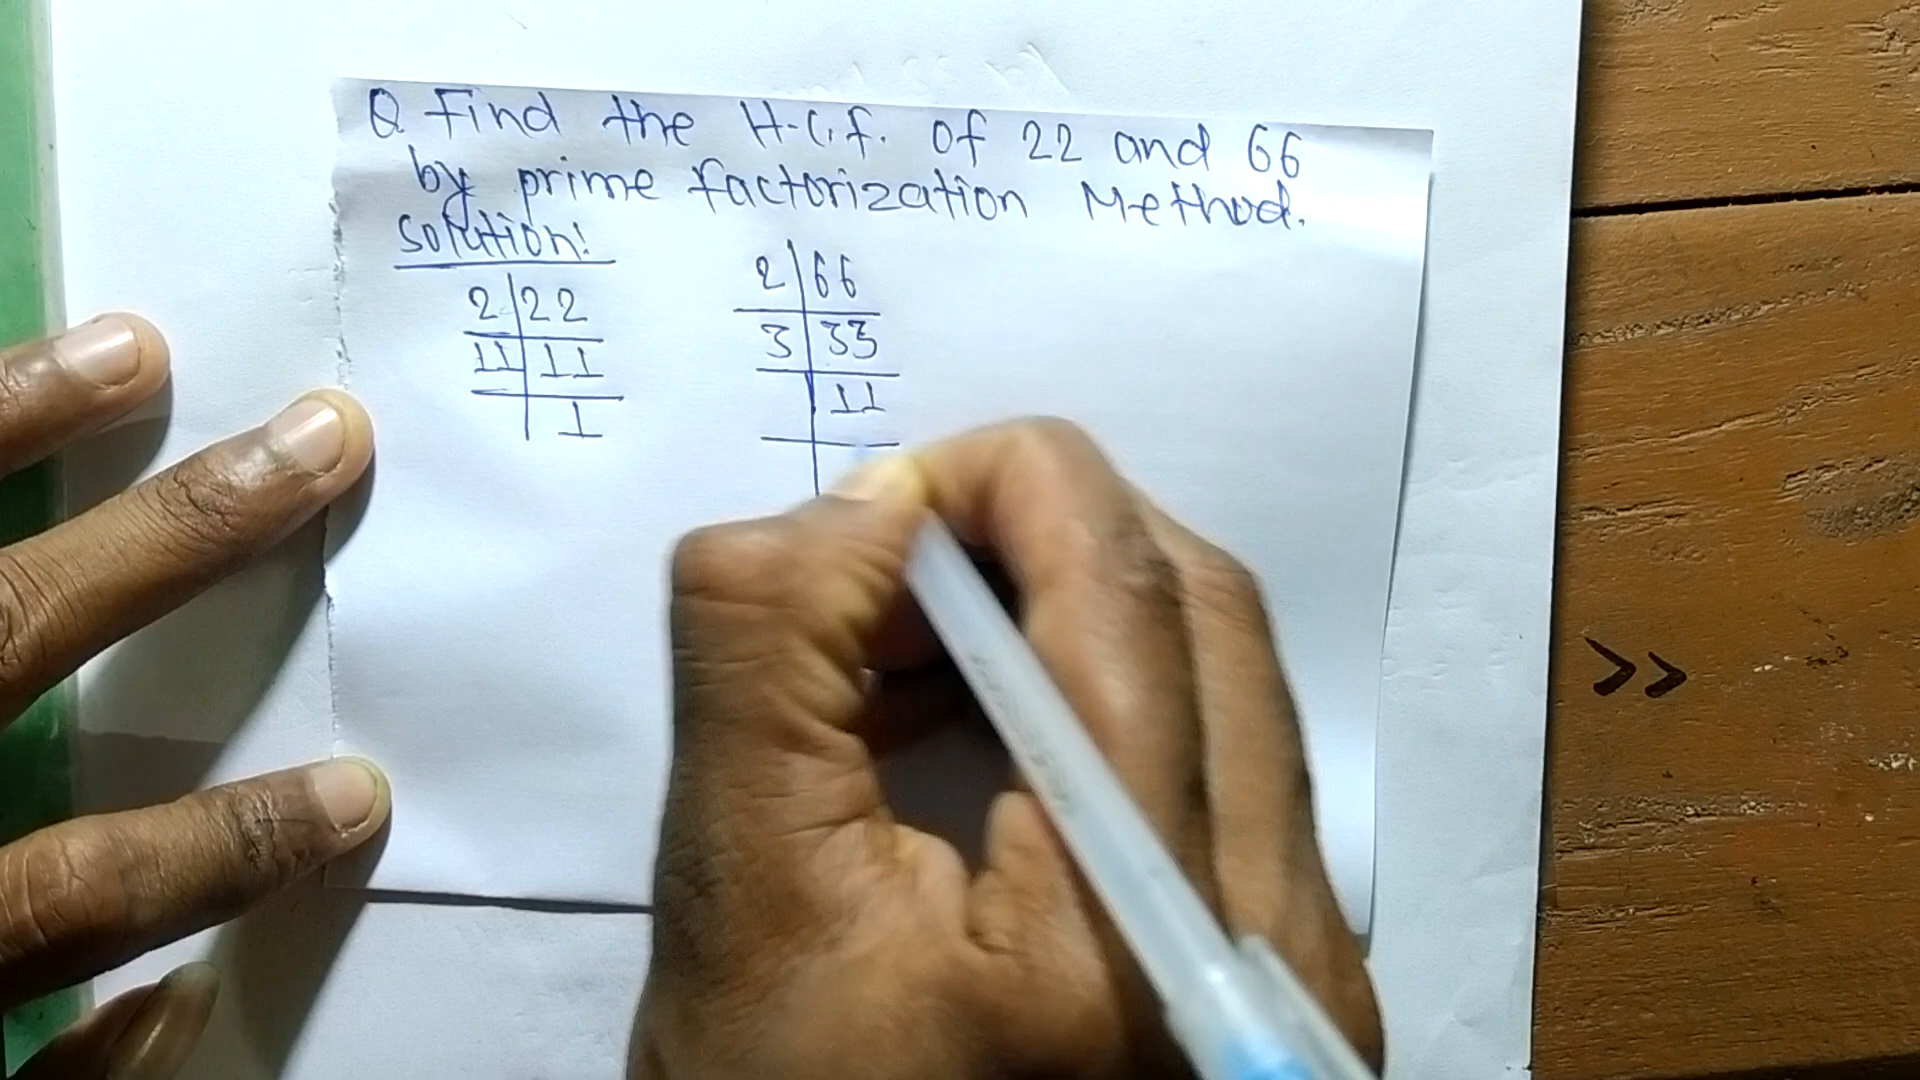 Q Find the H.C.f. of 22 and 66
by prime factorization Method.
Solution:
2 | 22
11 | 11
1
2 | 66
3 | 33
11
>>